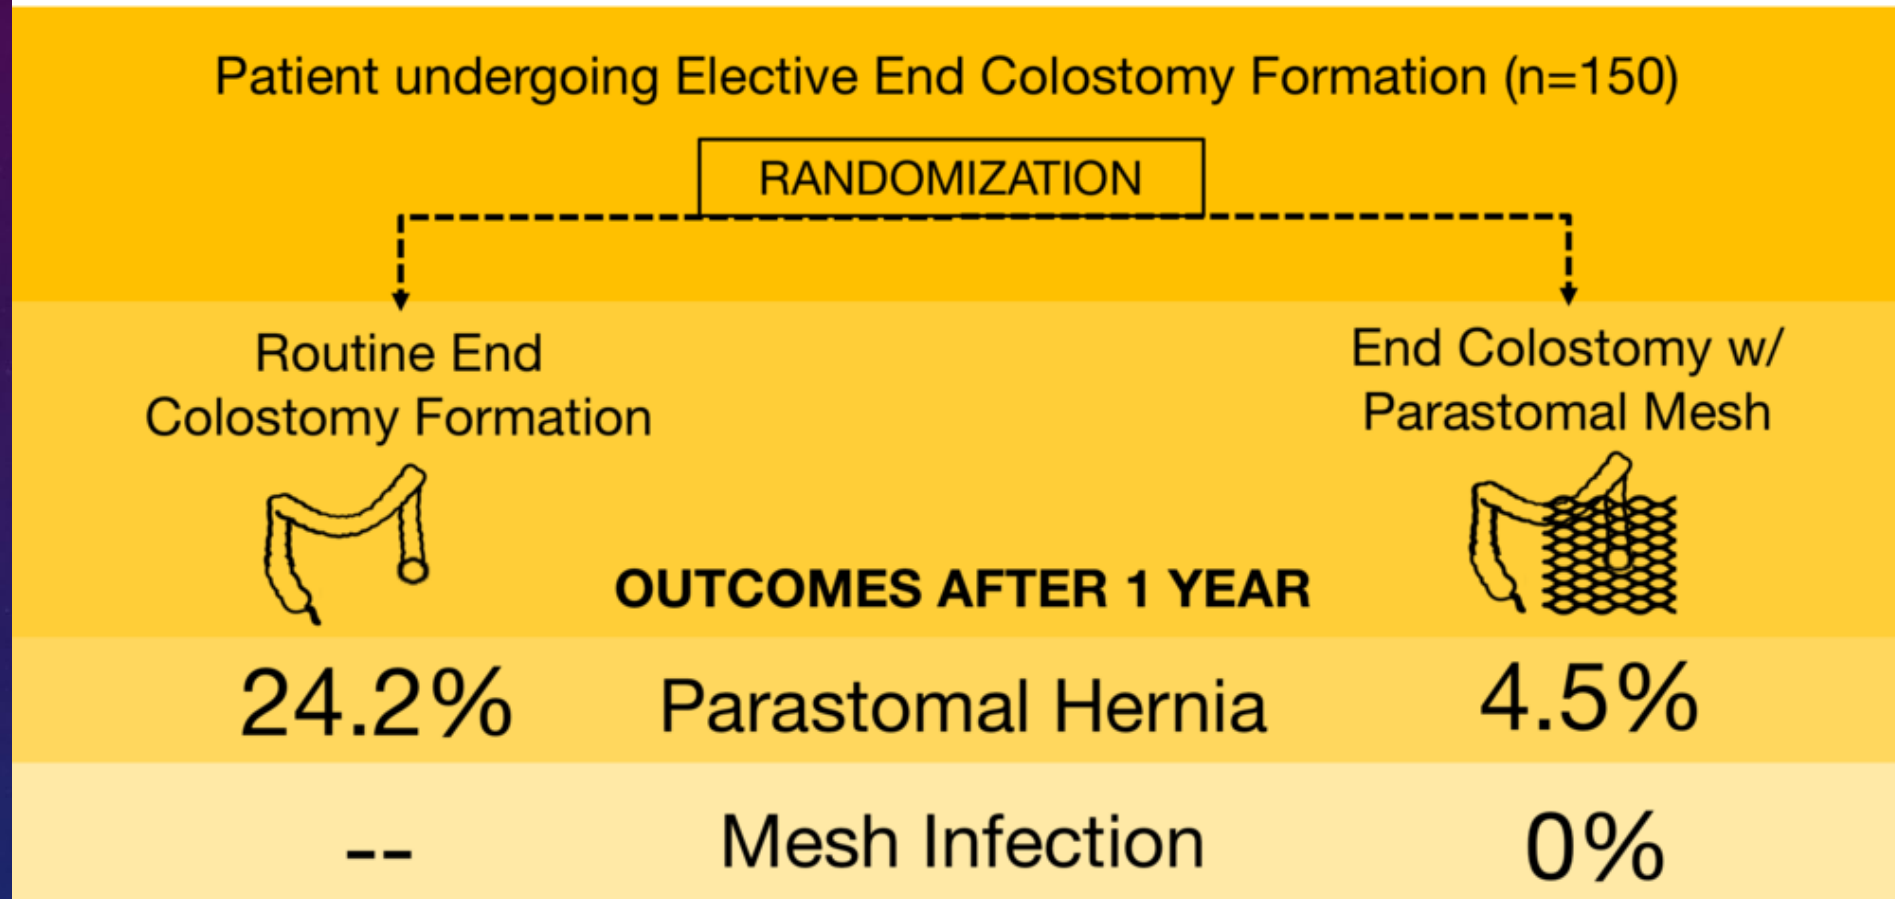 Patient undergoing Elective End Colostomy Formation (n=150)
RANDOMIZATION
Routine End
Colostomy Formation
End Colostomy w/
Parastomal Mesh
OUTCOMES AFTER 1 YEAR
24.2% Parastomal Hernia 4.5%
-- Mesh Infection 0%